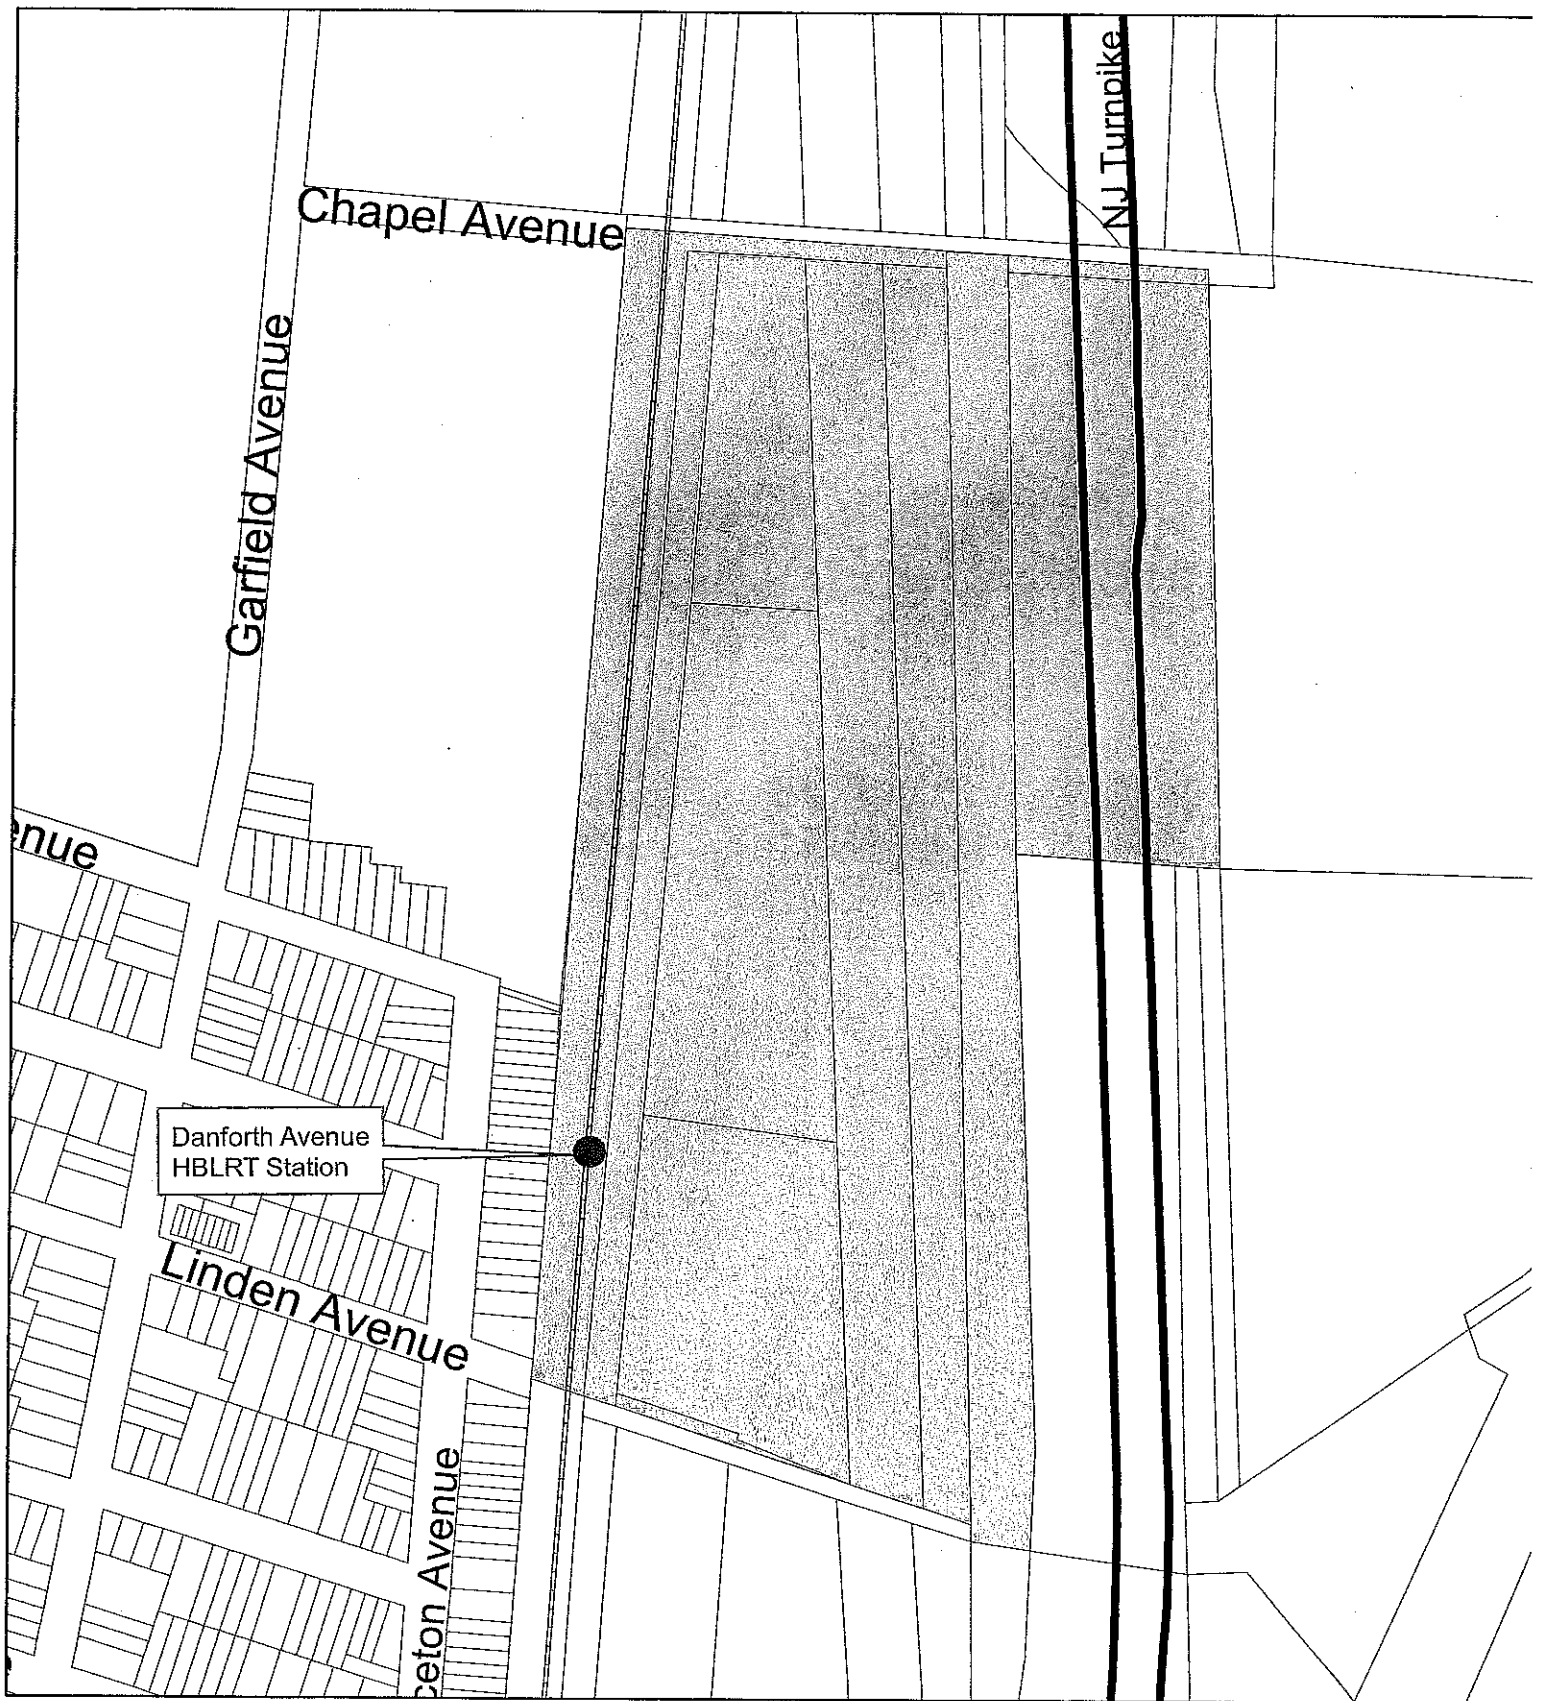 NJ Turnpike
Chapel Avenue
Garfield Avenue
enue
Danforth Avenue
HBLRT Station
Linden Avenue
ceton Avenue